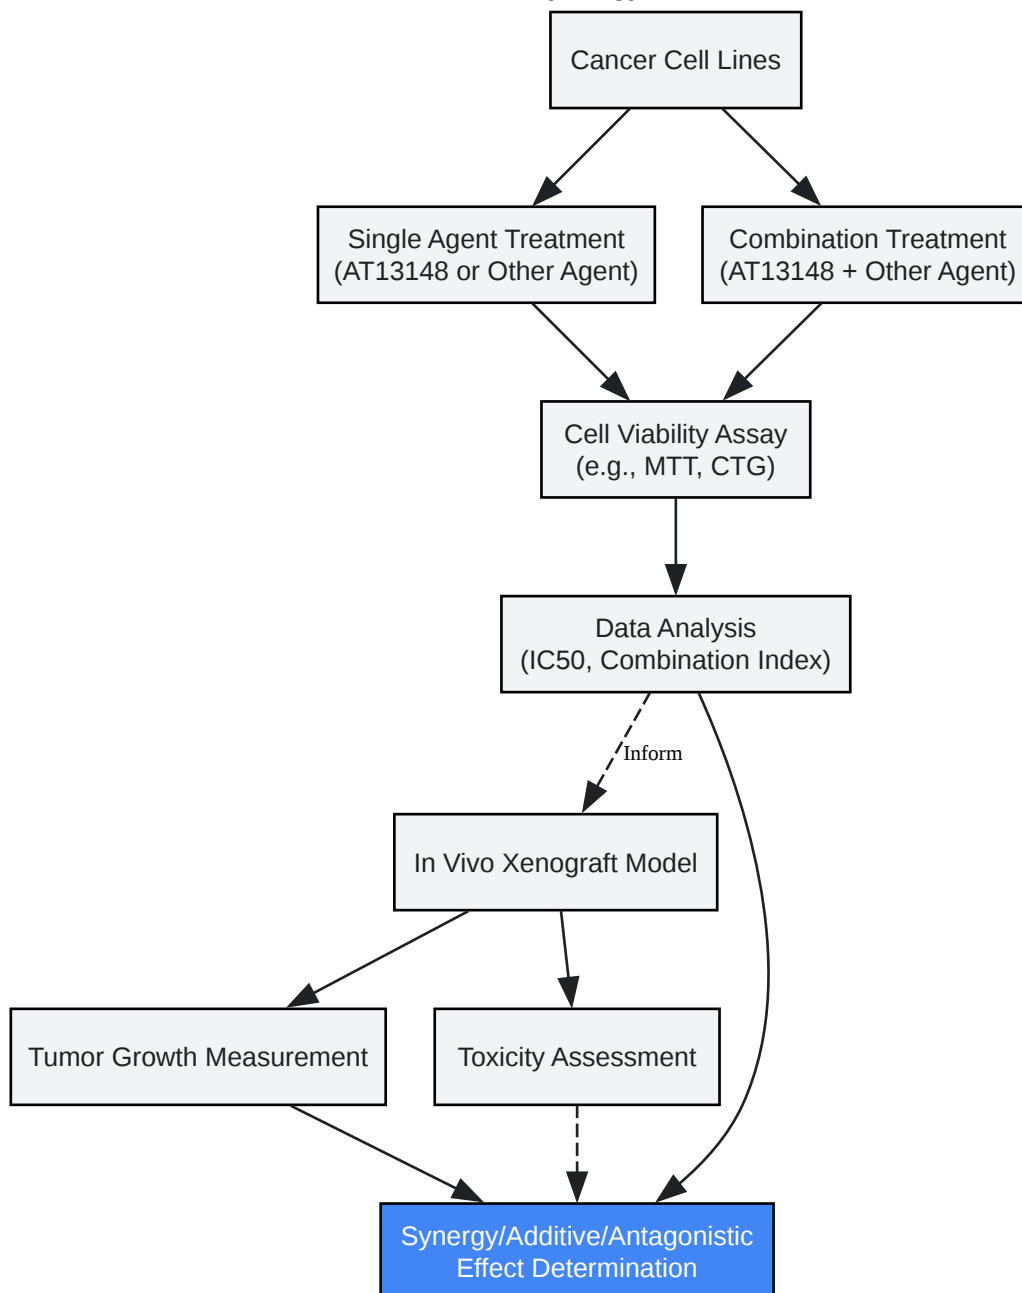 Cancer Cell Lines
Single Agent Treatment
(AT13148 or Other Agent)
Combination Treatment
(AT13148 + Other Agent)
Cell Viability Assay
(e.g., MTT, CTG)
Data Analysis
(IC50, Combination Index)
Inform
In Vivo Xenograft Model
Tumor Growth Measurement
Toxicity Assessment
Synergy/Additive/Antagonistic
Effect Determination